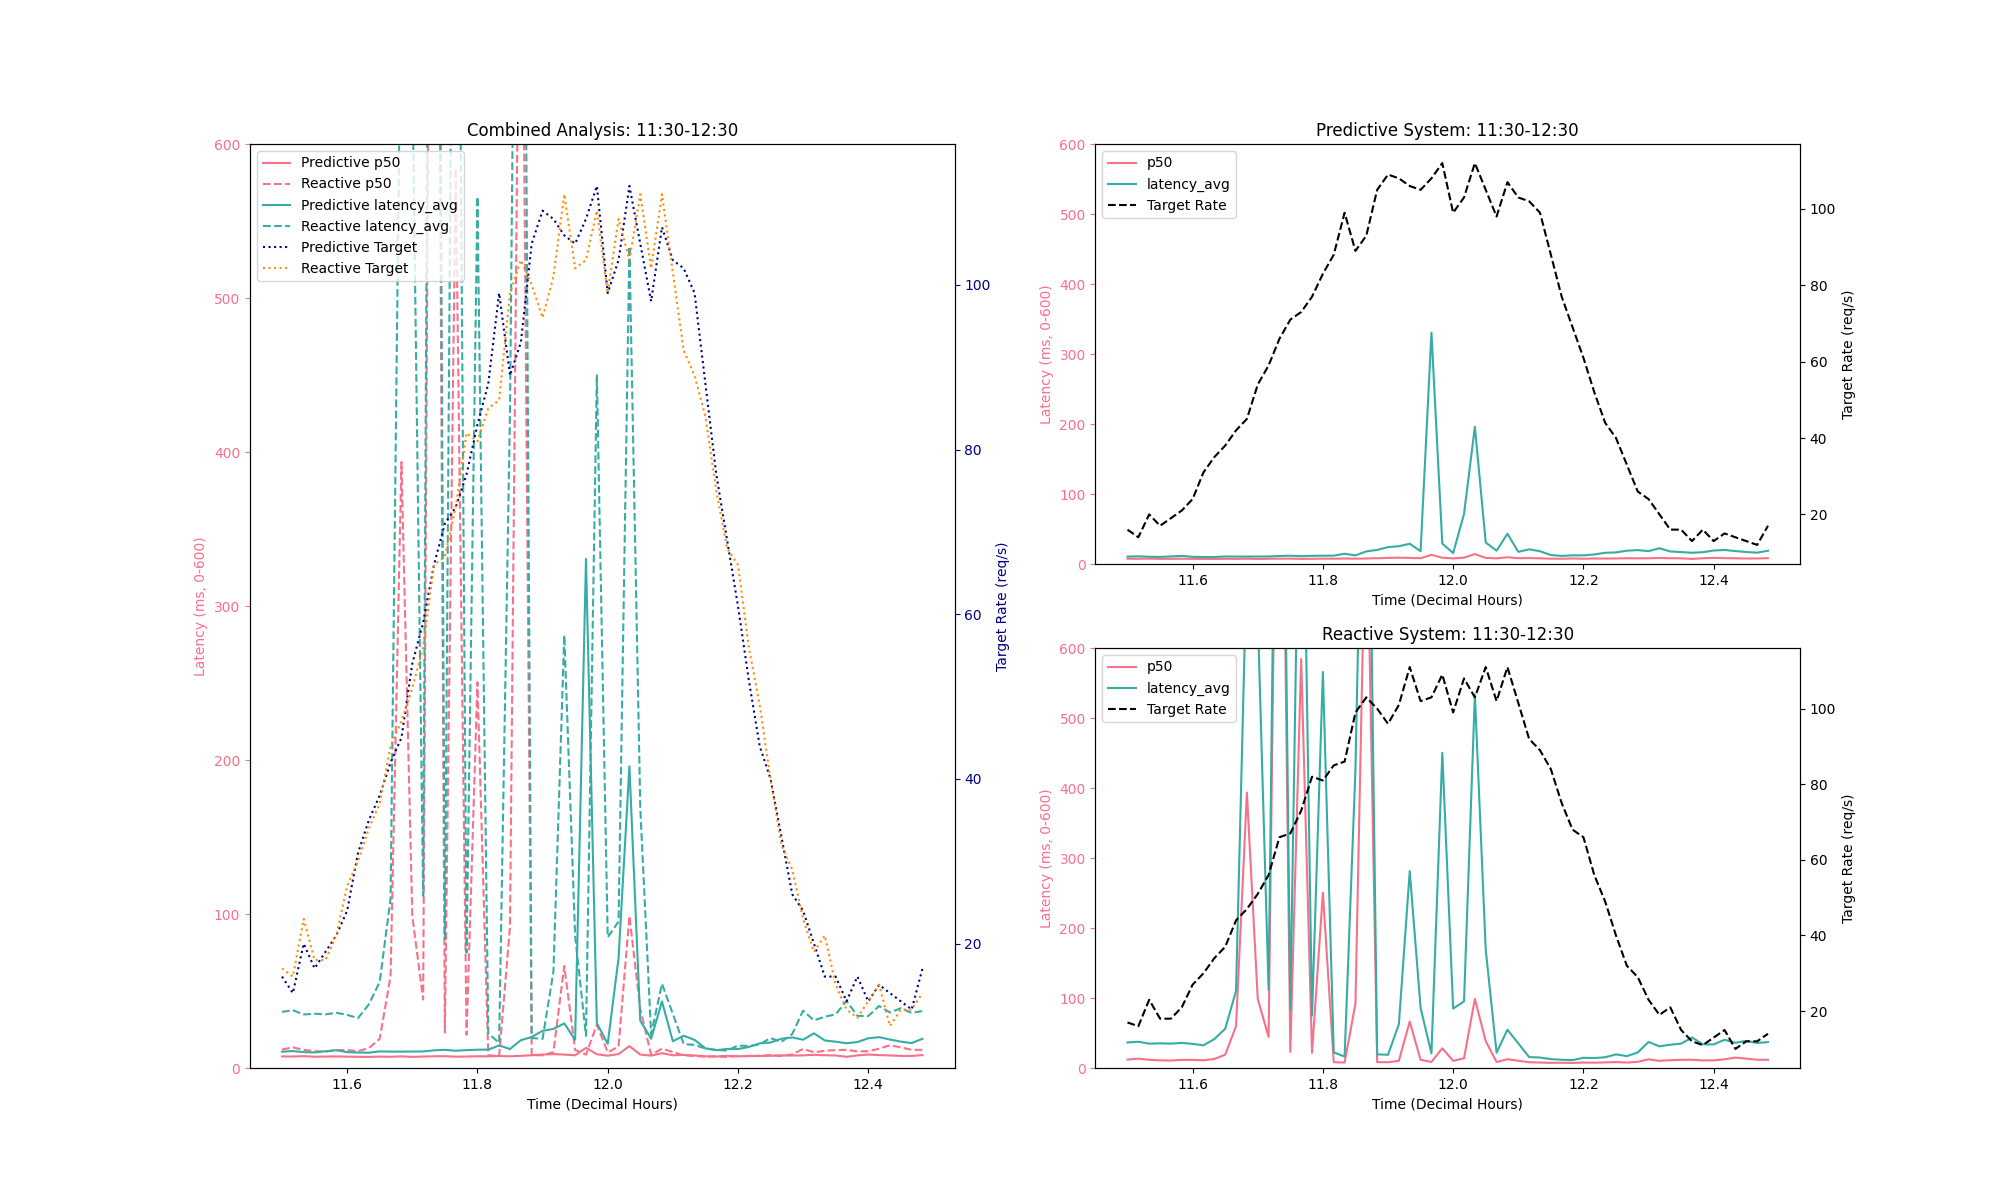 Combined Analysis: 11:30-12:30
Predictive p50
Reactive p50
Predictive latency_avg
Reactive latency_avg
Predictive Target
Reactive Target
600
500
400
300
200
100
0
Latency (ms, 0-600)
100
80
60
40
20
Target Rate (req/s)
11.6 11.8 12.0 12.2 12.4
Time (Decimal Hours)
Predictive System: 11:30-12:30
p50
latency_avg
Target Rate
600
500
400
300
200
100
0
Latency (ms, 0-600)
100
80
60
40
20
Target Rate (req/s)
11.6 11.8 12.0 12.2 12.4
Time (Decimal Hours)
Reactive System: 11:30-12:30
p50
latency_avg
Target Rate
600
500
400
300
200
100
0
Latency (ms, 0-600)
100
80
60
40
20
Target Rate (req/s)
11.6 11.8 12.0 12.2 12.4
Time (Decimal Hours)